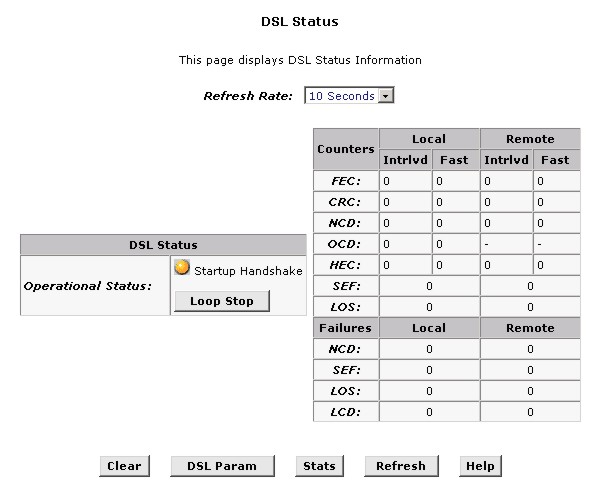 DSL Status
This page displays DSL Status Information
Refresh Rate: 10 Seconds
DSL Status
Operational Status: Startup Handshake
Loop Stop
Counters Local Remote
Intrlvd Fast Intrlvd Fast
FEC: 0 0 0 0
CRC: 0 0 0 0
NCD: 0 0 0 0
OCD: 0 0 - -
HEC: 0 0 0 0
SEF: 0 0
LOS: 0 0
Failures Local Remote
NCD: 0 0
SEF: 0 0
LOS: 0 0
LCD: 0 0
Clear DSL Param Stats Refresh Help